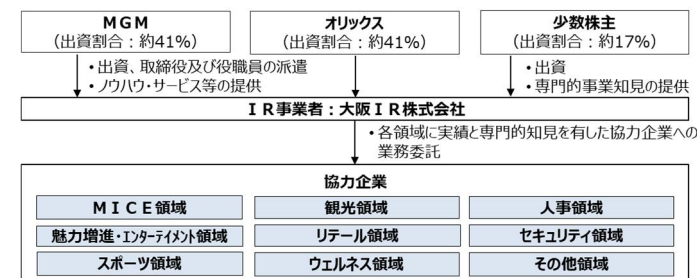 MGM
（出資割合：約41%）
オリックス
（出資割合：約41%）
少数株主
（出資割合：約17%）
• 出資、取締役及び役職員の派遣
• ノウハウ・サービス等の提供
• 出資
• 専門的事業知見の提供
ＩＲ事業者：大阪ＩＲ株式会社
• 各領域に実績と専門的知見を有した協力企業への
業務委託
協力企業
ＭＩＣＥ領域
観光領域
人事領域
魅力増進・エンターテイメント領域
リテール領域
セキュリティ領域
スポーツ領域
ウェルネス領域
その他領域